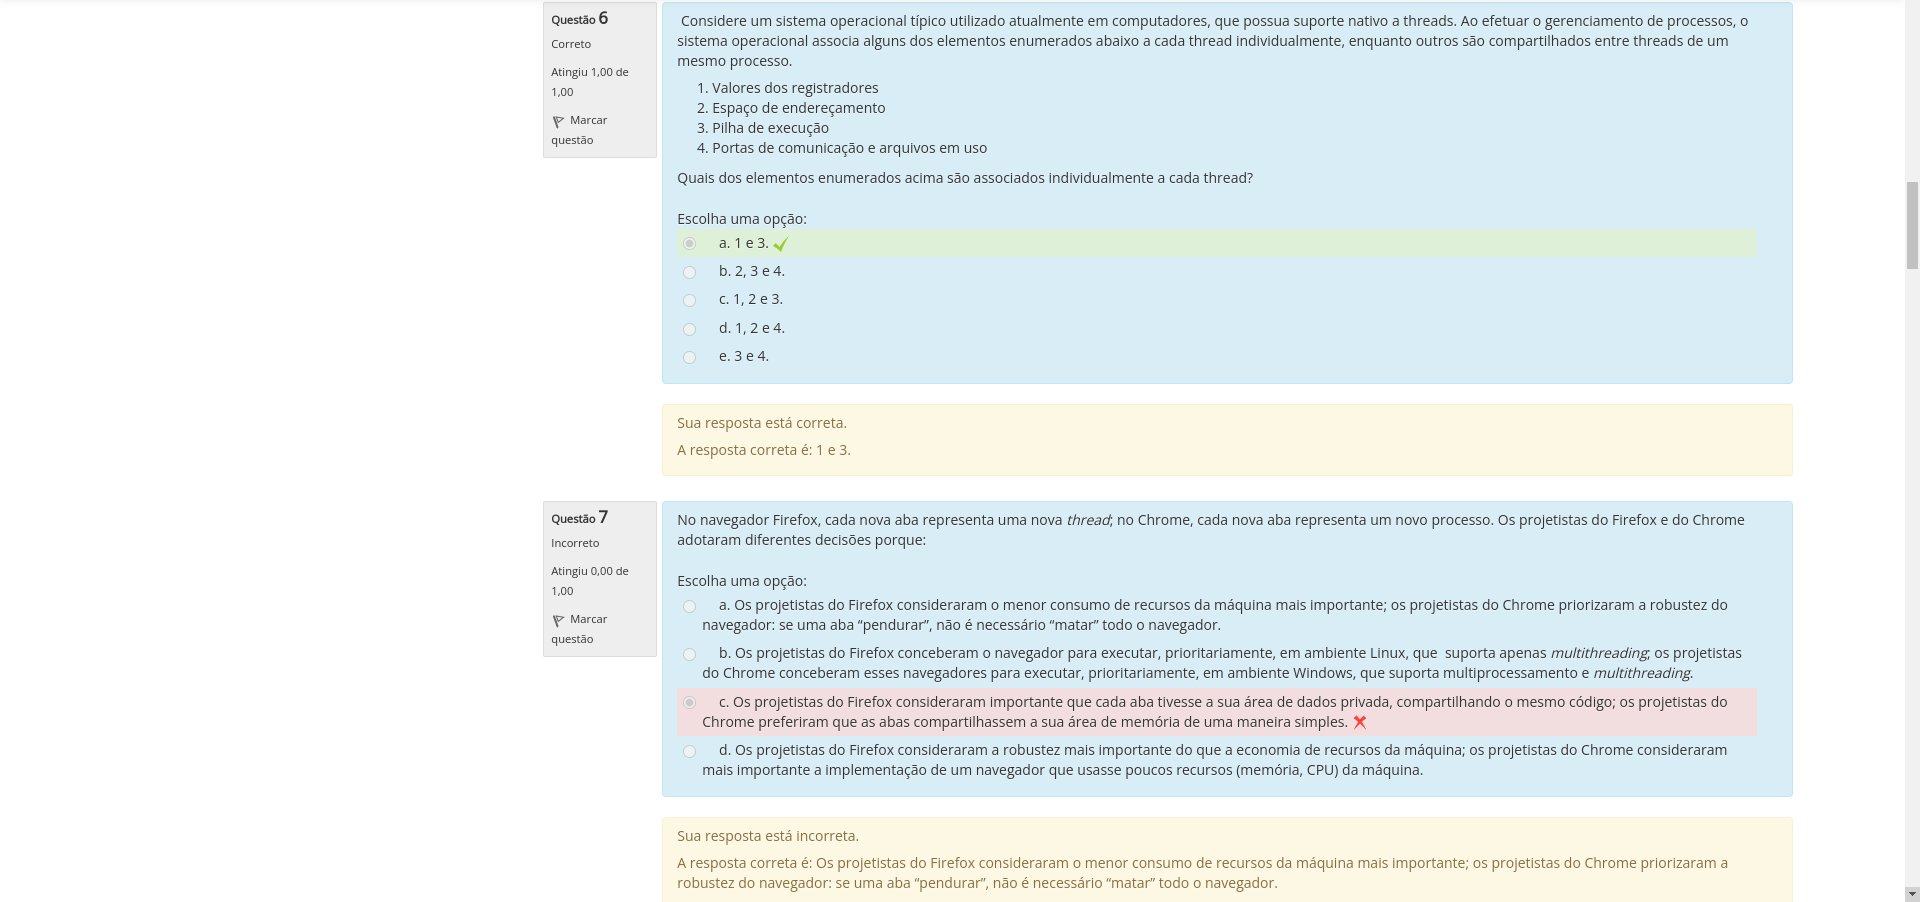 Questão 6
Correto
Atingiu 1,00 de
1,00
Marcar
questão
Considere um sistema operacional típico utilizado atualmente em computadores, que possua suporte nativo a threads. Ao efetuar o gerenciamento de processos, o
sistema operacional associa alguns dos elementos enumerados abaixo a cada thread individualmente, enquanto outros são compartilhados entre threads de um
mesmo processo.
1. Valores dos registradores
2. Espaço de endereçamento
3. Pilha de execução
4. Portas de comunicação e arquivos em uso
Quais dos elementos enumerados acima são associados individualmente a cada thread?
Escolha uma opção:
a. 1 e 3.
b. 2, 3 e 4.
c. 1, 2 e 3.
d. 1, 2 e 4.
e. 3 e 4.
Sua resposta está correta.
A resposta correta é: 1 e 3.
Questão 7
Incorreto
Atingiu 0,00 de
1,00
Marcar
questão
No navegador Firefox, cada nova aba representa uma nova thread; no Chrome, cada nova aba representa um novo processo. Os projetistas do Firefox e do Chrome
adotaram diferentes decisões porque:
Escolha uma opção:
a. Os projetistas do Firefox consideraram o menor consumo de recursos da máquina mais importante; os projetistas do Chrome priorizaram a robustez do
navegador: se uma aba “pendurar”, não é necessário “matar” todo o navegador.
b. Os projetistas do Firefox conceberam o navegador para executar, prioritariamente, em ambiente Linux, que  suporta apenas multithreading; os projetistas
do Chrome conceberam esses navegadores para executar, prioritariamente, em ambiente Windows, que suporta multiprocessamento e multithreading.
c. Os projetistas do Firefox consideraram importante que cada aba tivesse a sua área de dados privada, compartilhando o mesmo código; os projetistas do
Chrome preferiram que as abas compartilhassem a sua área de memória de uma maneira simples.
d. Os projetistas do Firefox consideraram a robustez mais importante do que a economia de recursos da máquina; os projetistas do Chrome consideraram
mais importante a implementação de um navegador que usasse poucos recursos (memória, CPU) da máquina.
Sua resposta está incorreta.
A resposta correta é: Os projetistas do Firefox consideraram o menor consumo de recursos da máquina mais importante; os projetistas do Chrome priorizaram a
robustez do navegador: se uma aba “pendurar”, não é necessário “matar” todo o navegador.